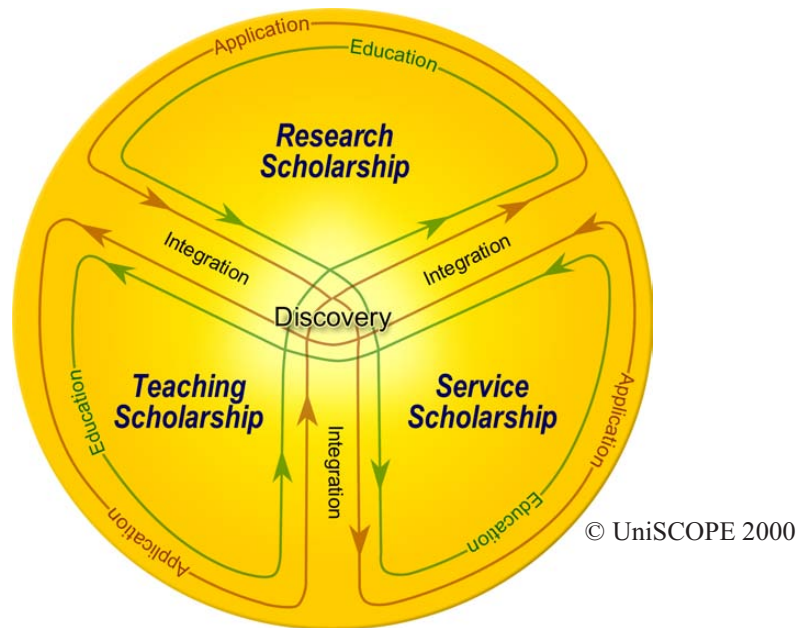 Application
Education
Research
Scholarship
Integration
Integration
Discovery
Teaching
Scholarship
Service
Scholarship
Education
Application
Integration
Education
Application
© UniSCOPE 2000